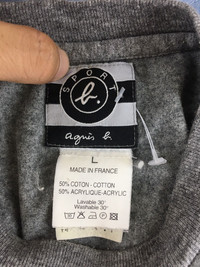 SPORT
b.
agnès b.
L
MADE IN FRANCE
50% COTON - COTTON
50% ACRYLIQUE-ACRYLIC
Lavable 30°
Washable 30°